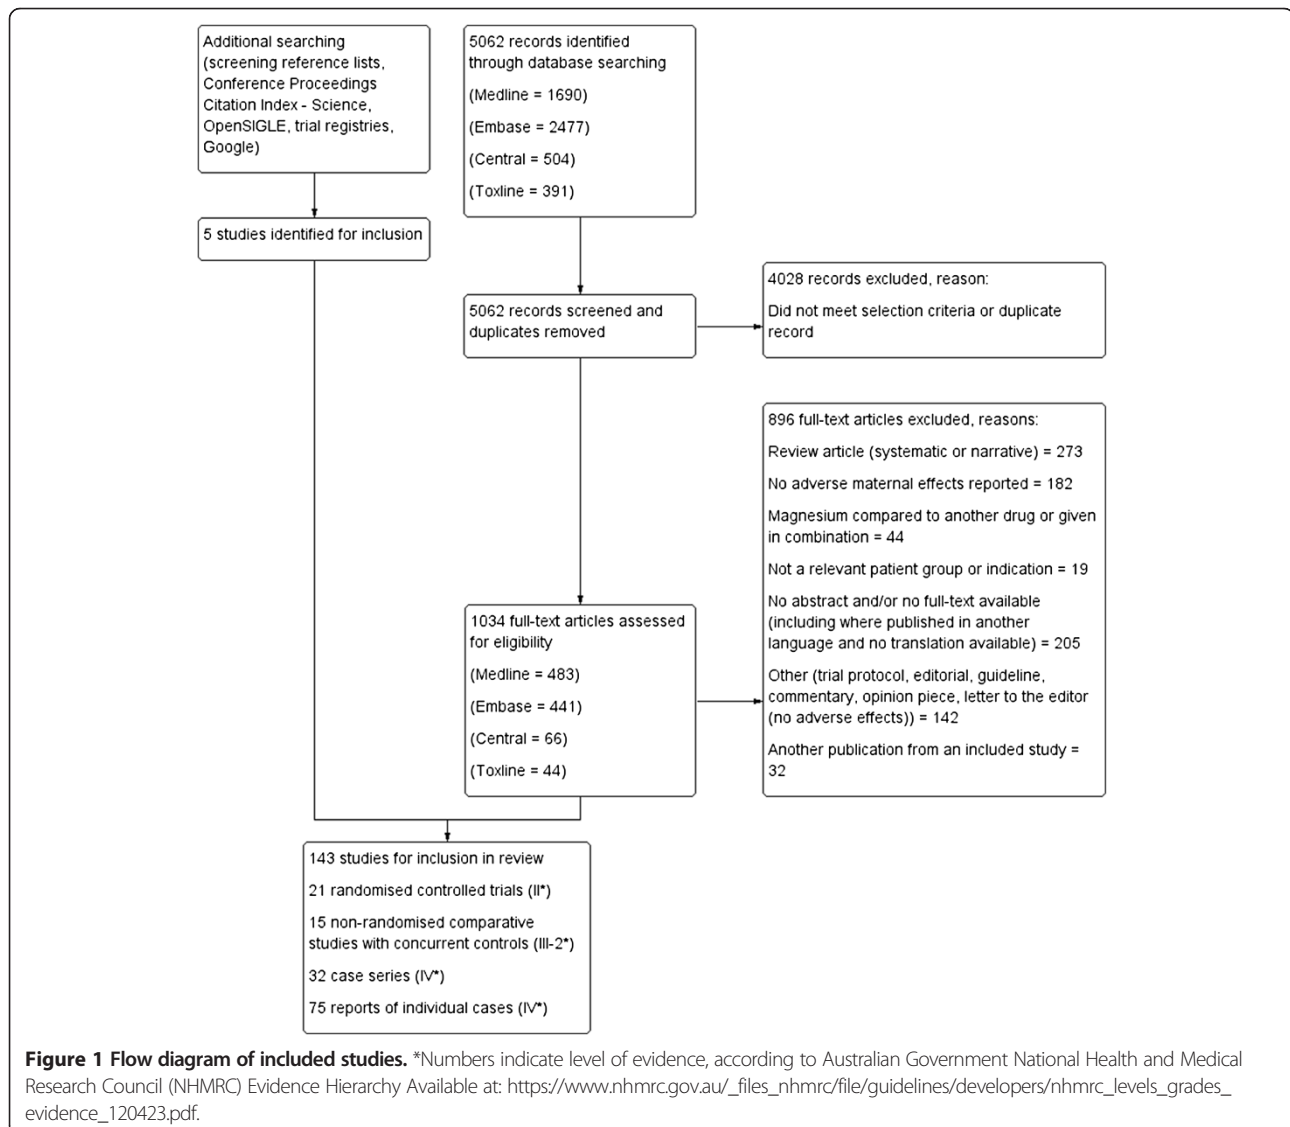 Additional searching
(screening reference lists,
Conference Proceedings
Citation Index - Science,
OpenSIGLE, trial registries,
Google)
5062 records identified
through database searching
(Medline = 1690)
(Embase = 2477)
(Central = 504)
(Toxline = 391)
5 studies identified for inclusion
5062 records screened and
duplicates removed
4028 records excluded, reason:
Did not meet selection criteria or duplicate
record
896 full-text articles excluded, reasons:
Review article (systematic or narrative) = 273
No adverse maternal effects reported = 182
Magnesium compared to another drug or given
in combination = 44
Not a relevant patient group or indication = 19
No abstract and/or no full-text available
(including where published in another
language and no translation available) = 205
Other (trial protocol, editorial, guideline,
commentary, opinion piece, letter to the editor
(no adverse effects)) = 142
Another publication from an included study =
32
1034 full-text articles assessed
for eligibility
(Medline = 483)
(Embase = 441)
(Central = 66)
(Toxline = 44)
143 studies for inclusion in review
21 randomised controlled trials (II*)
15 non-randomised comparative
studies with concurrent controls (III-2*)
32 case series (IV*)
75 reports of individual cases (IV*)
Figure 1 Flow diagram of included studies. *Numbers indicate level of evidence, according to Australian Government National Health and Medical
Research Council (NHMRC) Evidence Hierarchy Available at: https://www.nhmrc.gov.au/_files_nhmrc/file/guidelines/developers/nhmrc_levels_grades_
evidence_120423.pdf.